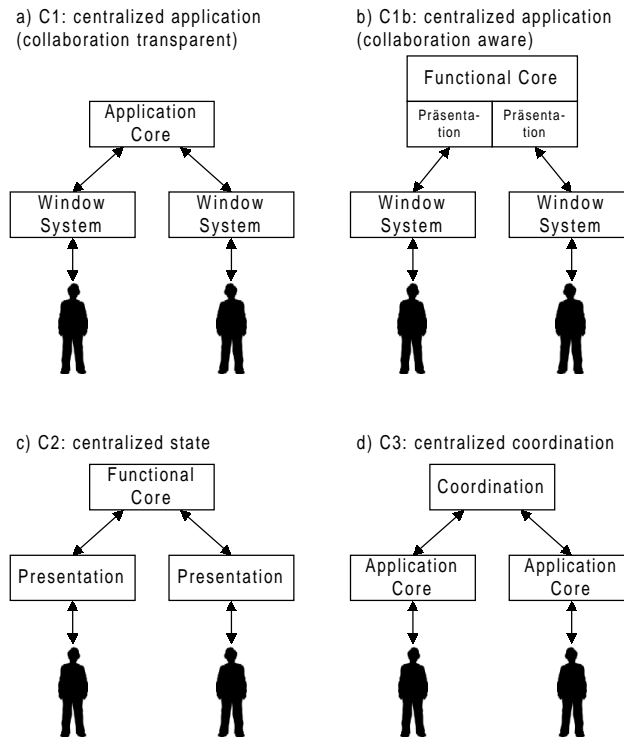 a) C1: centralized application
(collaboration transparent)
Application
Core
Window
System
Window
System
b) C1b: centralized application
(collaboration aware)
Functional Core
Präsenta-
tion
Präsenta-
tion
Window
System
Window
System
c) C2: centralized state
Functional
Core
Presentation
Presentation
d) C3: centralized coordination
Coordination
Application
Core
Application
Core